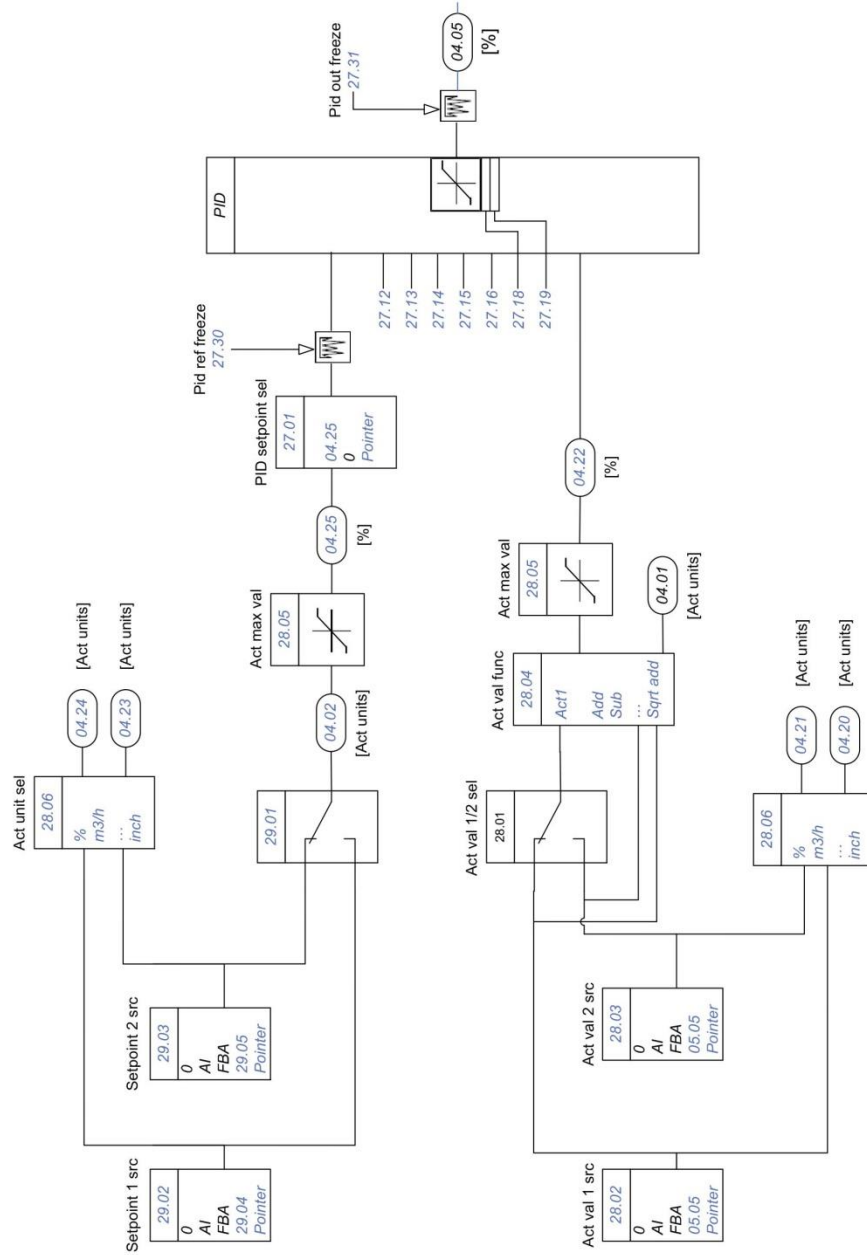 Setpoint 1 src
29.02
0
AI
FBA
29.04
Pointer
Setpoint 2 src
29.03
0
AI
FBA
29.05
Pointer
Act unit sel
28.06
%
m3/h
...
inch
04.24
[Act units]
04.23
[Act units]
29.01
04.02
[Act units]
Act max val
28.05
04.25
[%]
PID setpoint sel
27.01
04.25
0
Pointer
Pid ref freeze
27.30
PID
27.12
27.13
27.14
27.15
27.16
27.18
27.19
Pid out freeze
27.31
04.05
[%]
Act val 1 src
28.02
0
AI
FBA
05.05
Pointer
Act val 2 src
28.03
0
AI
FBA
05.05
Pointer
Act val 1/2 sel
28.01
Act val func
28.04
Act1
Add
Sub
...
Sqrt add
Act max val
28.05
04.22
[%]
04.01
[Act units]
28.06
%
m3/h
...
inch
04.21
[Act units]
04.20
[Act units]